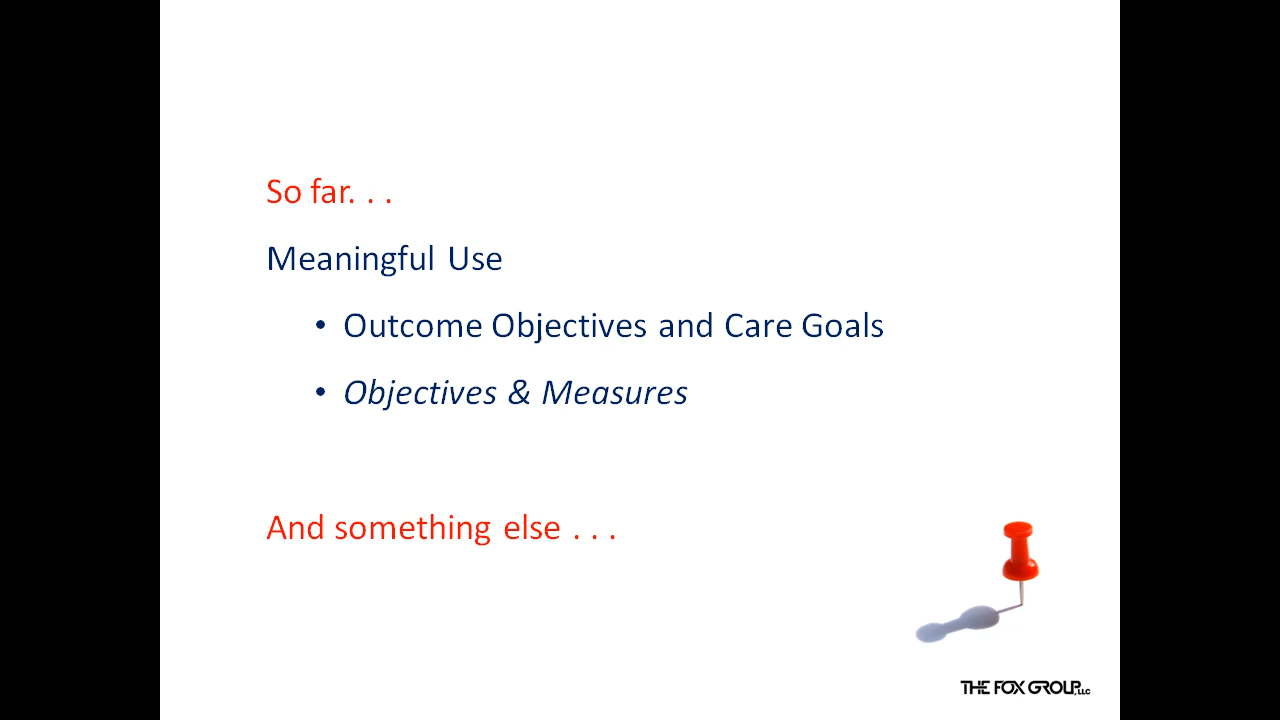 So far. . .
Meaningful Use
• Outcome Objectives and Care Goals
• Objectives & Measures
And something else . . .
THE FOX GROUP, LLC